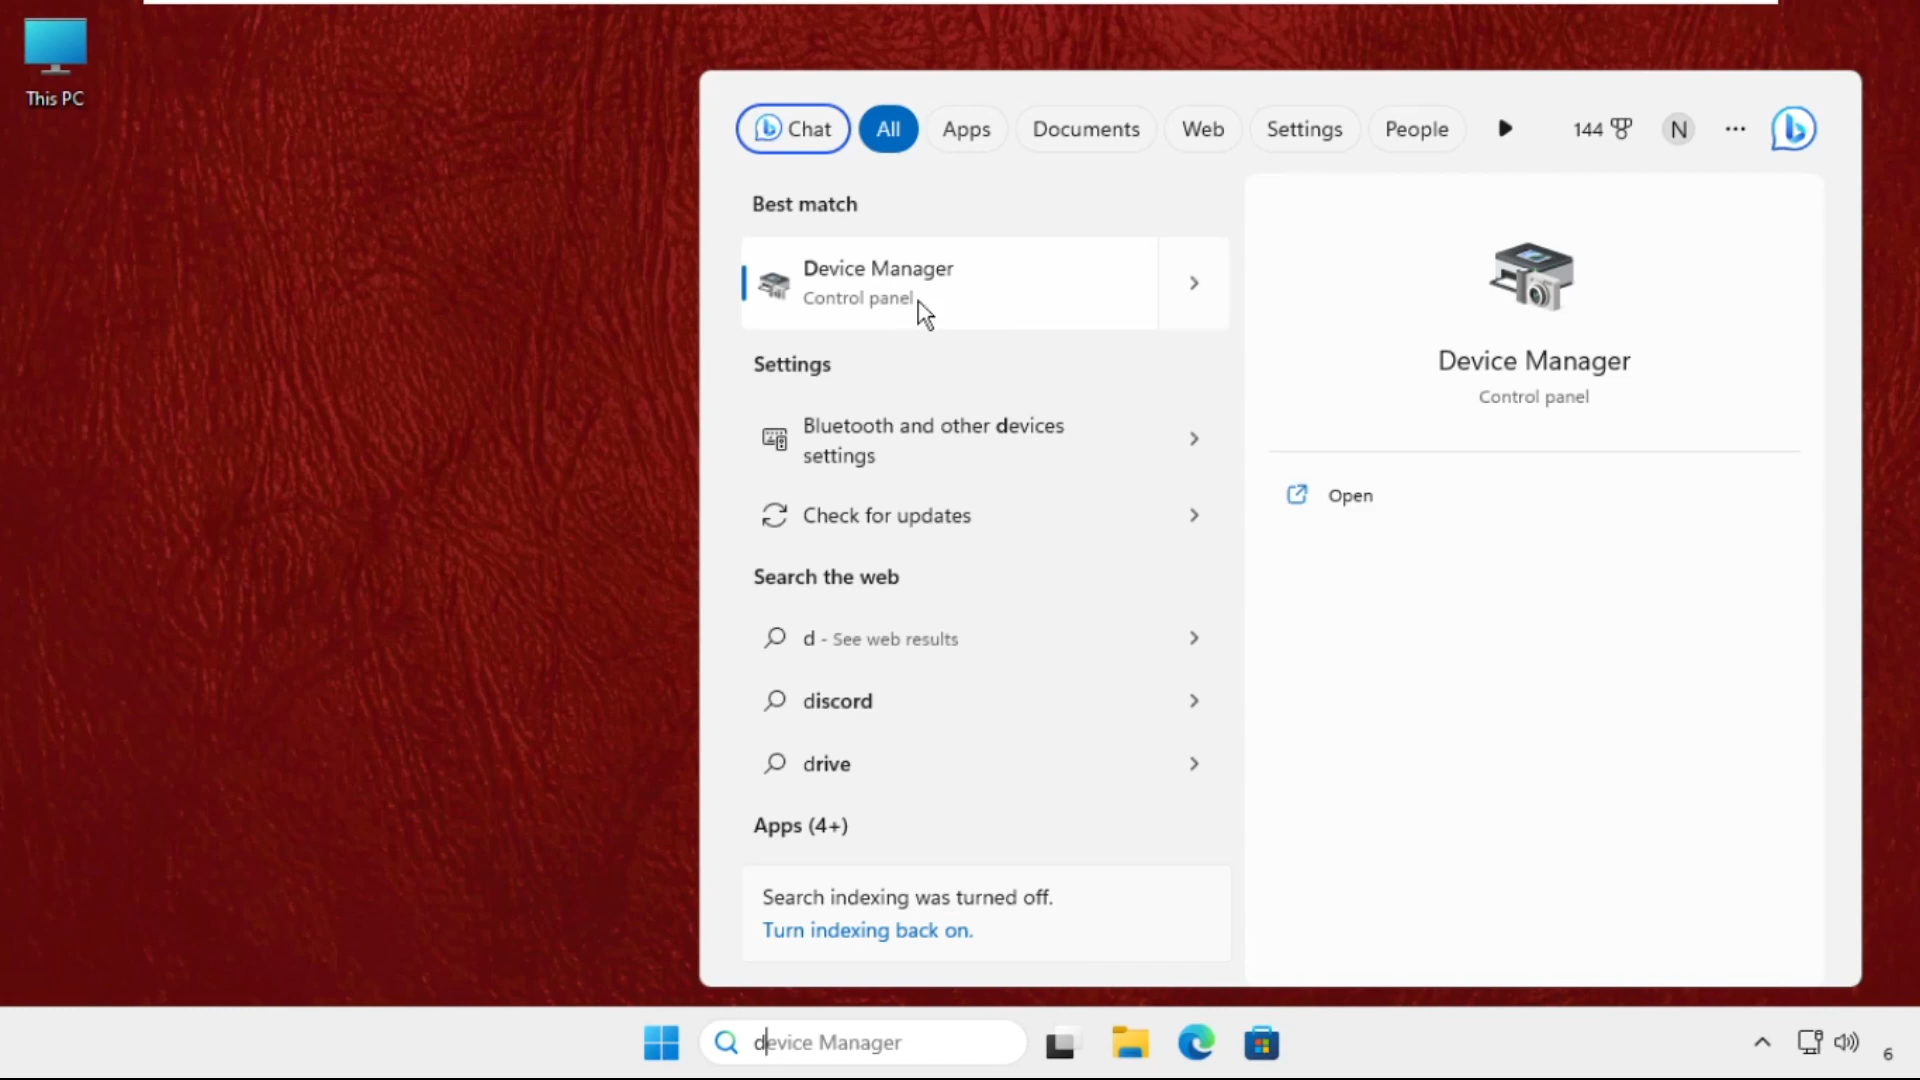 This PC
Chat
All
Apps
Documents
Web
Settings
People
144
N
Best match
Device Manager
Control panel
Settings
Bluetooth and other devices
settings
Check for updates
Search the web
d - See web results
discord
drive
Apps (4+)
Search indexing was turned off.
Turn indexing back on.
Device Manager
Control panel
Open
device Manager
6